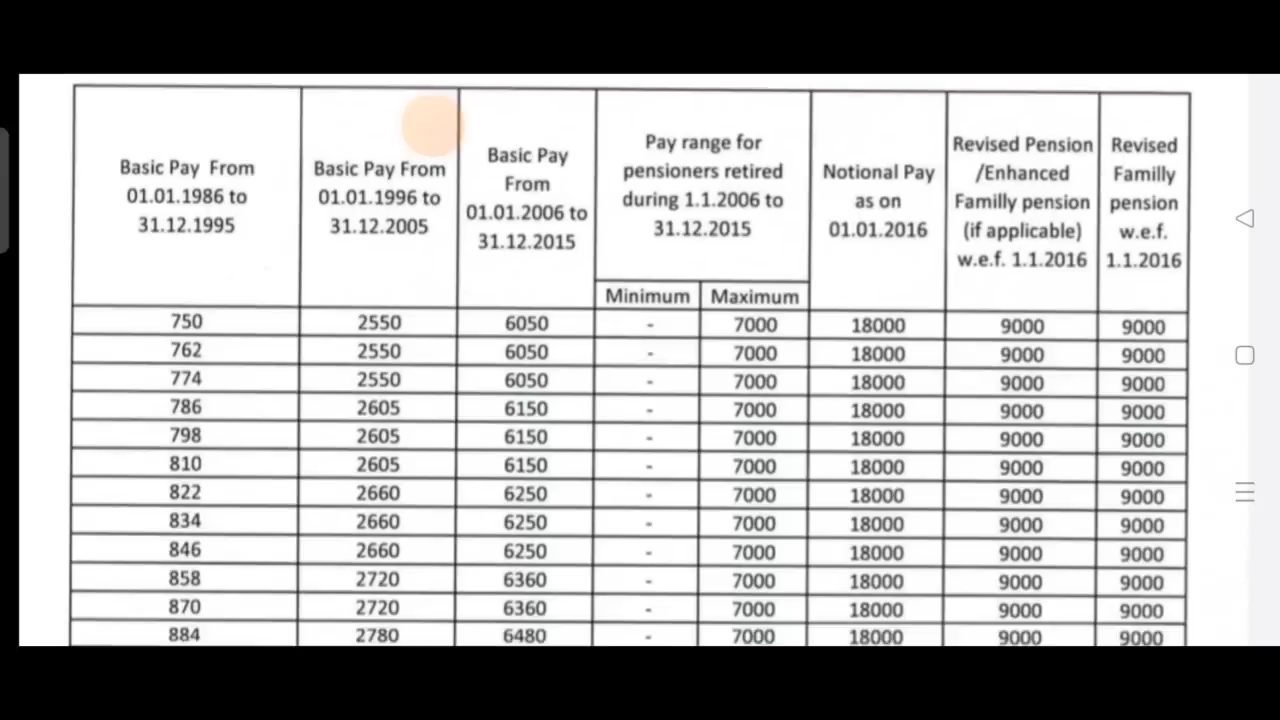 Basic Pay From
01.01.1986 to
31.12.1995
Basic Pay From
01.01.1996 to
31.12.2005
Basic Pay
From
01.01.2006 to
31.12.2015
Pay range for
pensioners retired
during 1.1.2006 to
31.12.2015
Minimum Maximum
Notional Pay
as on
01.01.2016
Revised Pension
/Enhanced
Familly pension
(if applicable)
w.e.f. 1.1.2016
Revised
Familly
pension
w.e.f.
1.1.2016
750 2550 6050 - 7000 18000 9000 9000
762 2550 6050 - 7000 18000 9000 9000
774 2550 6050 - 7000 18000 9000 9000
786 2605 6150 - 7000 18000 9000 9000
798 2605 6150 - 7000 18000 9000 9000
810 2605 6150 - 7000 18000 9000 9000
822 2660 6250 - 7000 18000 9000 9000
834 2660 6250 - 7000 18000 9000 9000
846 2660 6250 - 7000 18000 9000 9000
858 2720 6360 - 7000 18000 9000 9000
870 2720 6360 - 7000 18000 9000 9000
884 2780 6480 - 7000 18000 9000 9000